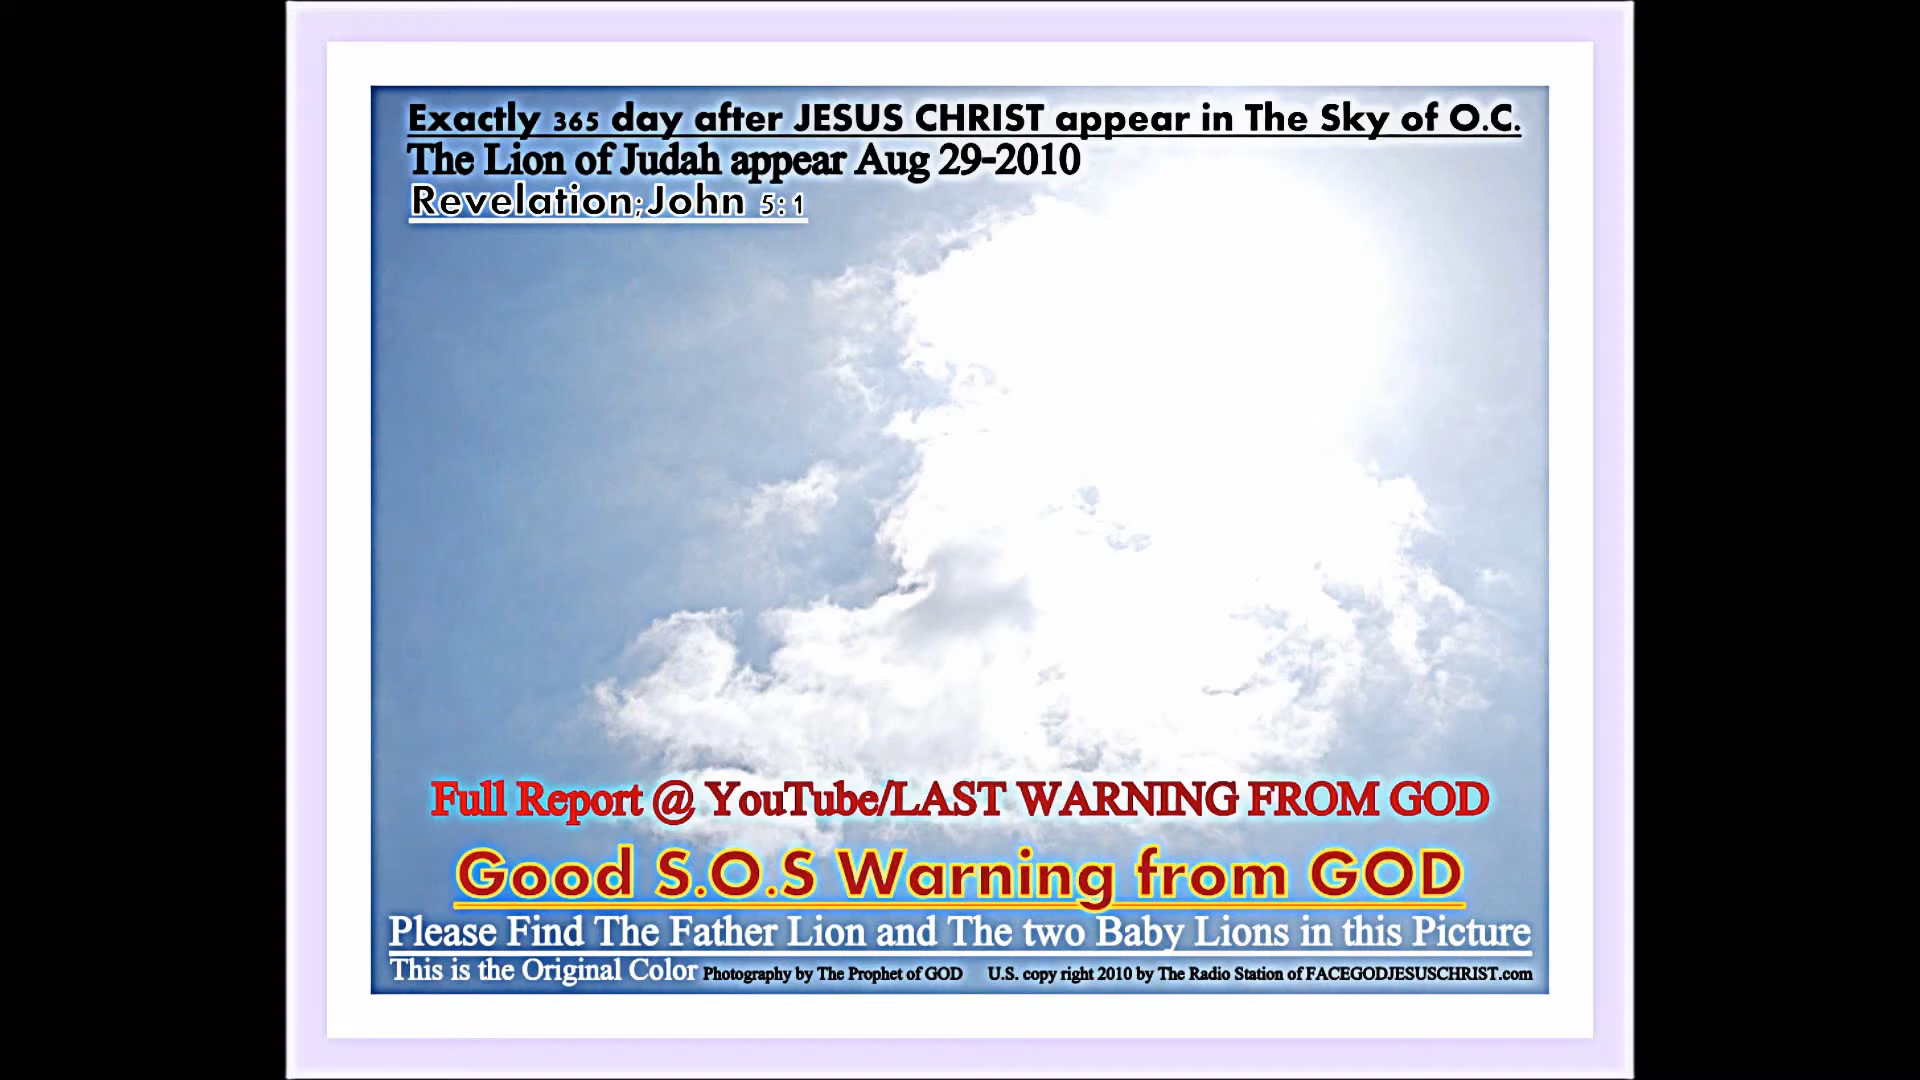 Exactly 365 day after JESUS CHRIST appear in The Sky of O.C.
The Lion of Judah appear Aug 29-2010
Revelation;John 5:1
Full Report @ YouTube/LAST WARNING FROM GOD
Good S.O.S Warning from GOD
Please Find The Father Lion and The two Baby Lions in this Picture
This is the Original Color Photography by The Prophet of GOD U.S. copy right 2010 by The Radio Station of FACEGODJESUSCHRIST.com